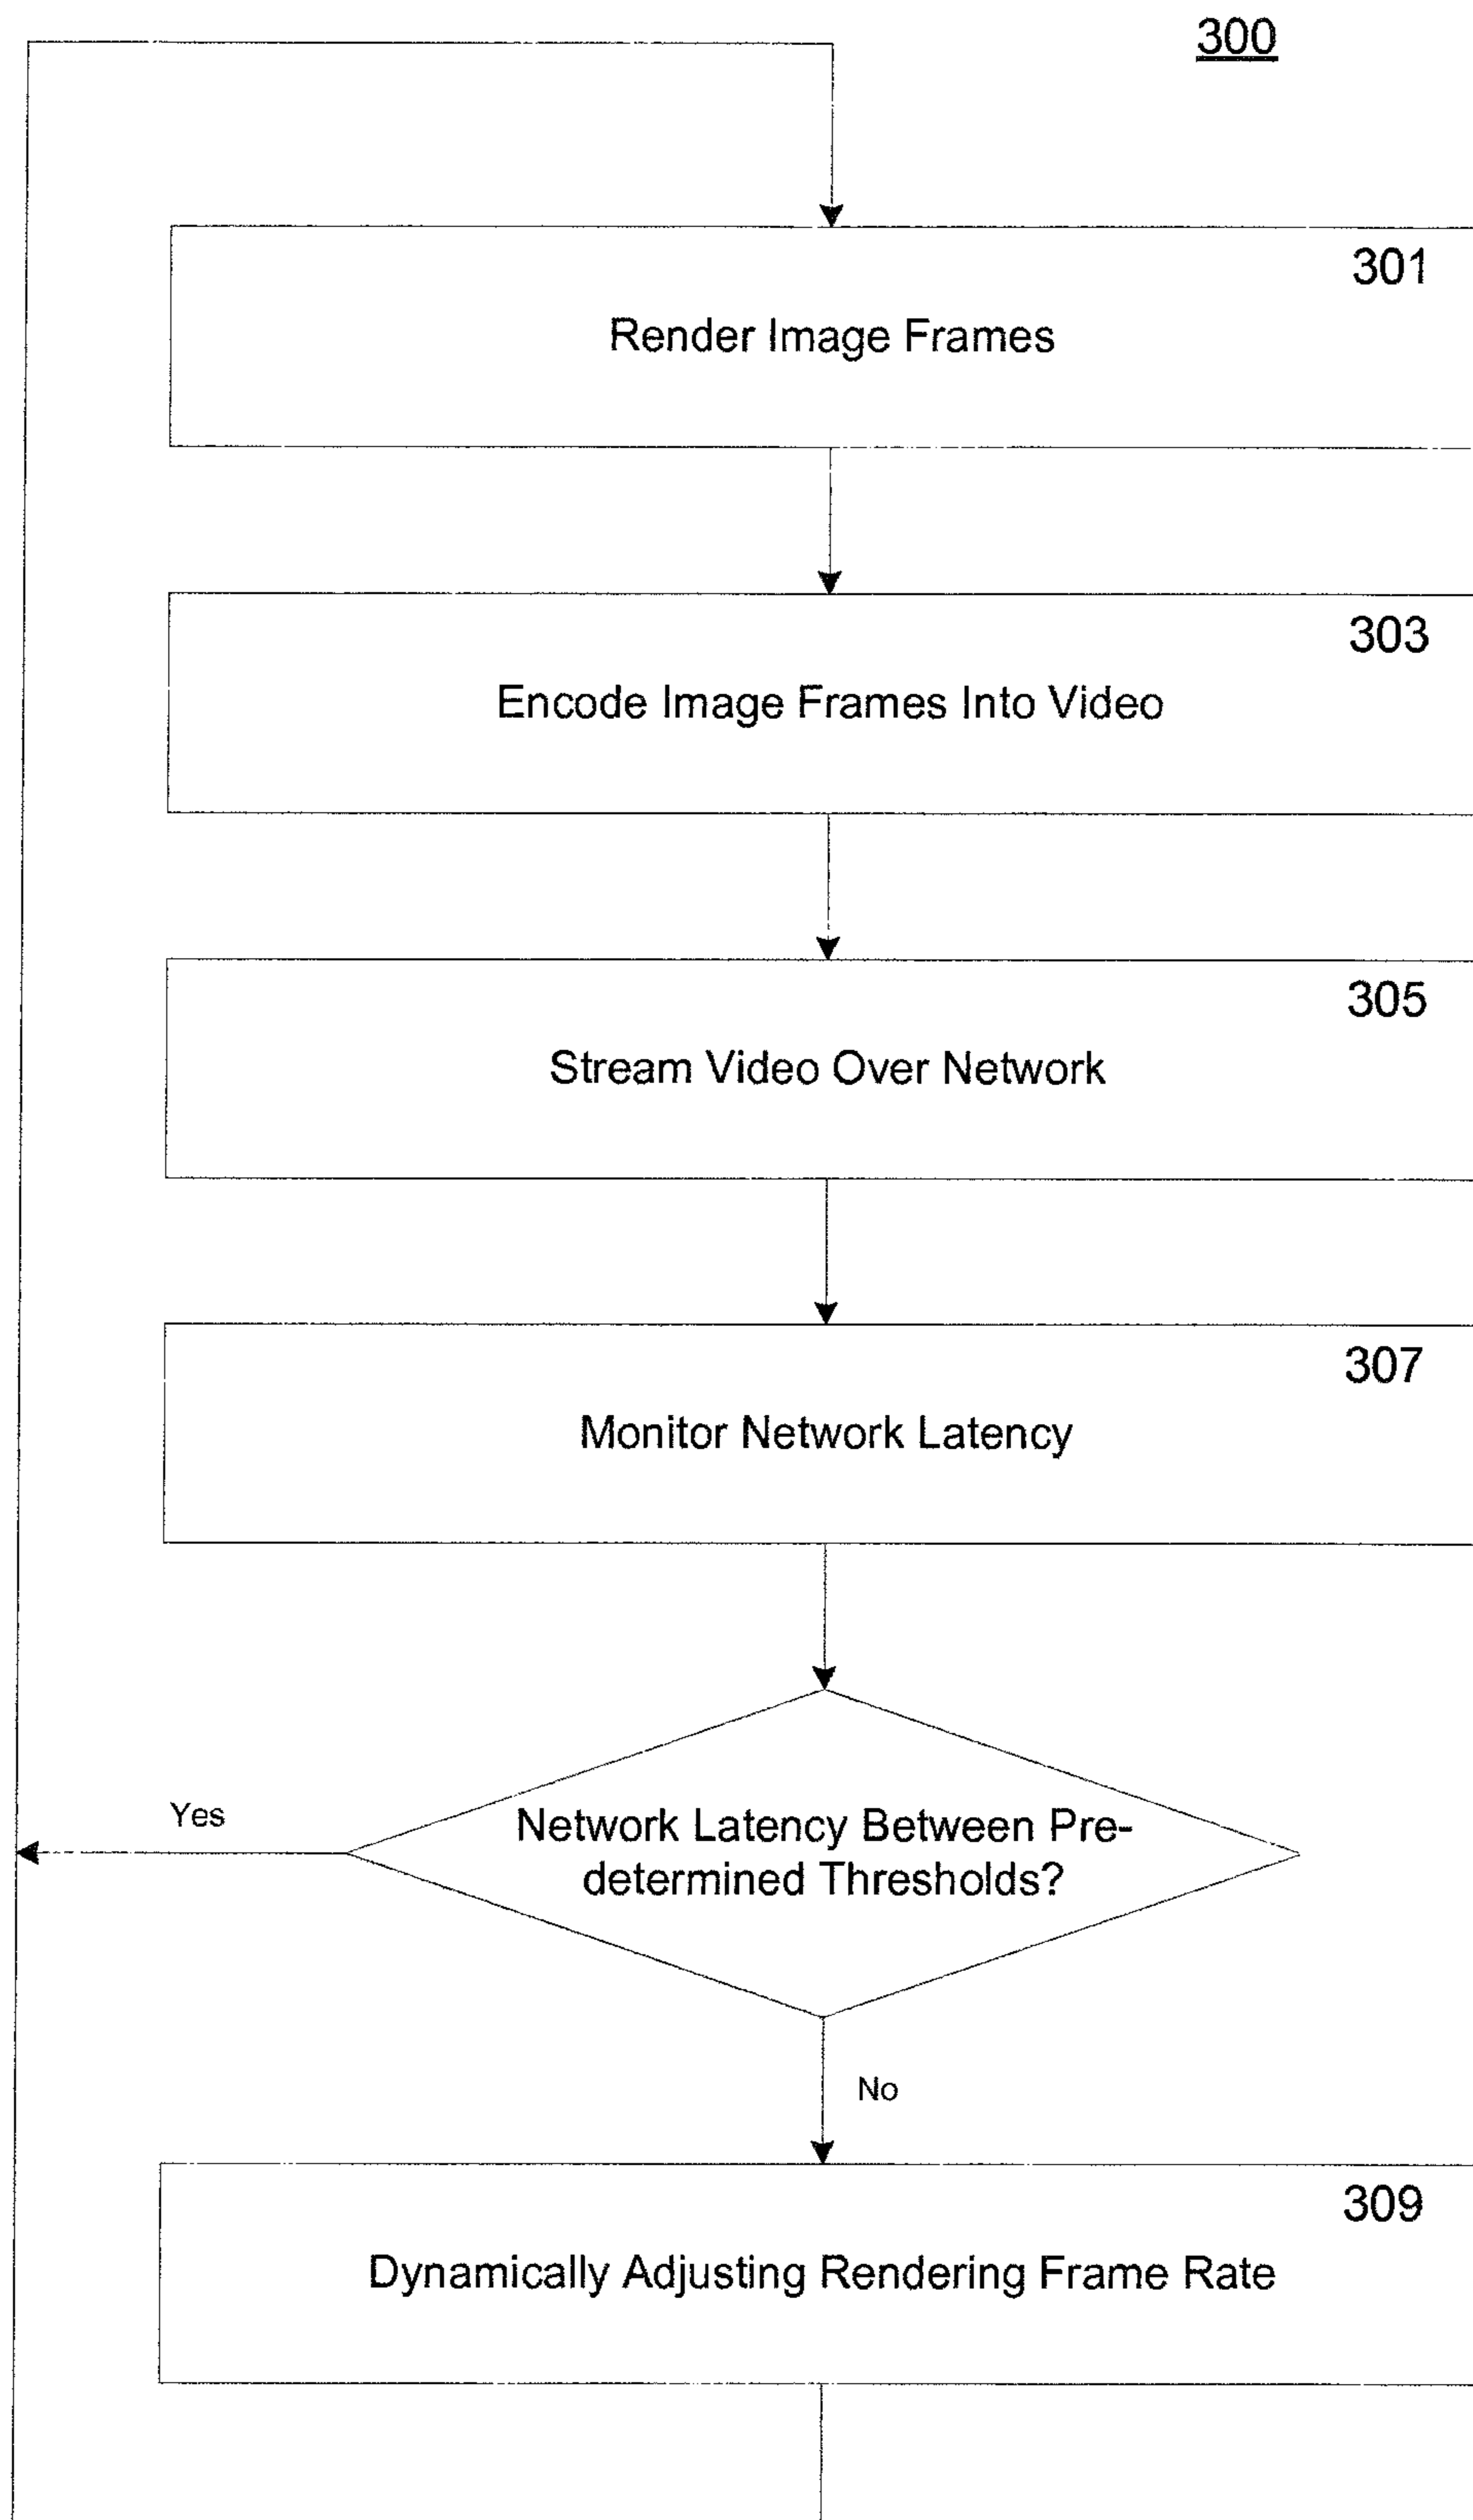 300
301
Render Image Frames
303
Encode Image Frames Into Video
305
Stream Video Over Network
307
Monitor Network Latency
Yes
Network Latency Between Pre-
determined Thresholds?
No
309
Dynamically Adjusting Rendering Frame Rate